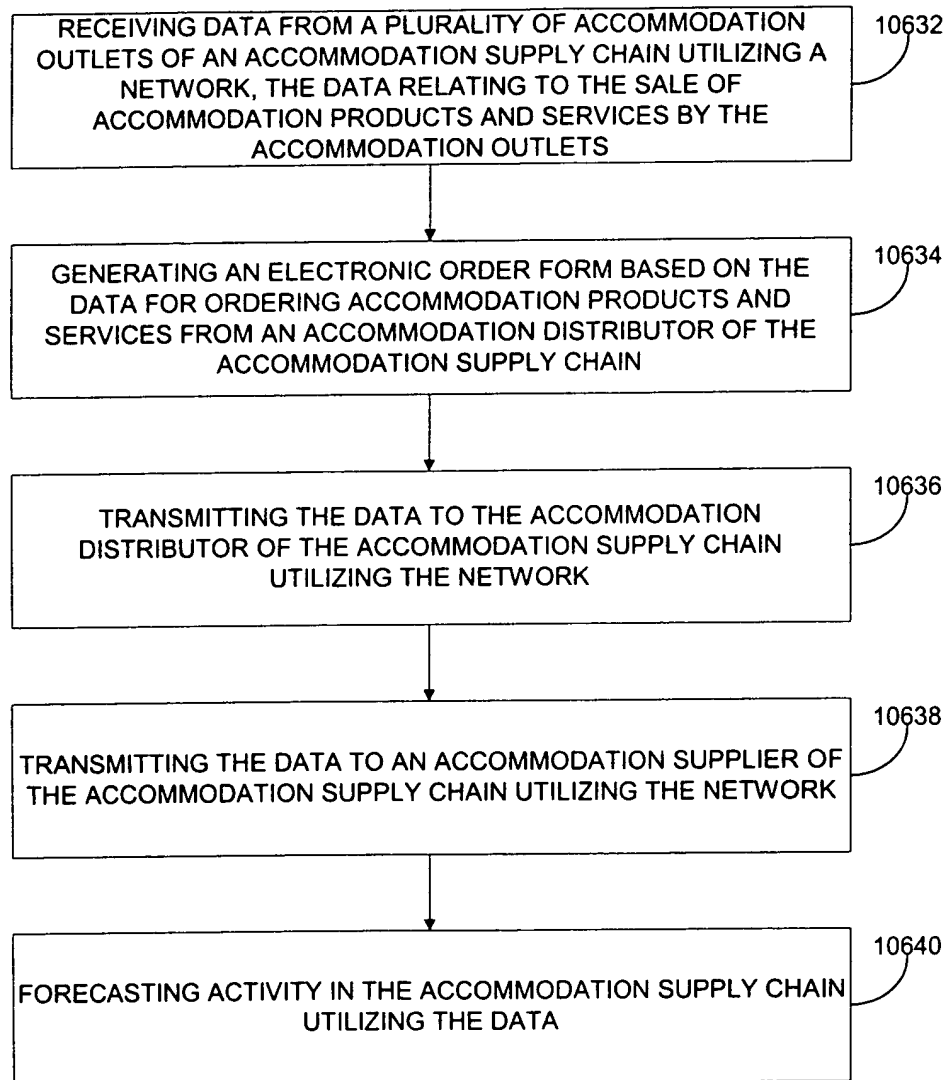 RECEIVING DATA FROM A PLURALITY OF ACCOMMODATION
OUTLETS OF AN ACCOMMODATION SUPPLY CHAIN UTILIZING A
NETWORK, THE DATA RELATING TO THE SALE OF
ACCOMMODATION PRODUCTS AND SERVICES BY THE
ACCOMMODATION OUTLETS
10632
GENERATING AN ELECTRONIC ORDER FORM BASED ON THE
DATA FOR ORDERING ACCOMMODATION PRODUCTS AND
SERVICES FROM AN ACCOMMODATION DISTRIBUTOR OF THE
ACCOMMODATION SUPPLY CHAIN
10634
TRANSMITTING THE DATA TO THE ACCOMMODATION
DISTRIBUTOR OF THE ACCOMMODATION SUPPLY CHAIN
UTILIZING THE NETWORK
10636
TRANSMITTING THE DATA TO AN ACCOMMODATION SUPPLIER OF
THE ACCOMMODATION SUPPLY CHAIN UTILIZING THE NETWORK
10638
FORECASTING ACTIVITY IN THE ACCOMMODATION SUPPLY CHAIN
UTILIZING THE DATA
10640